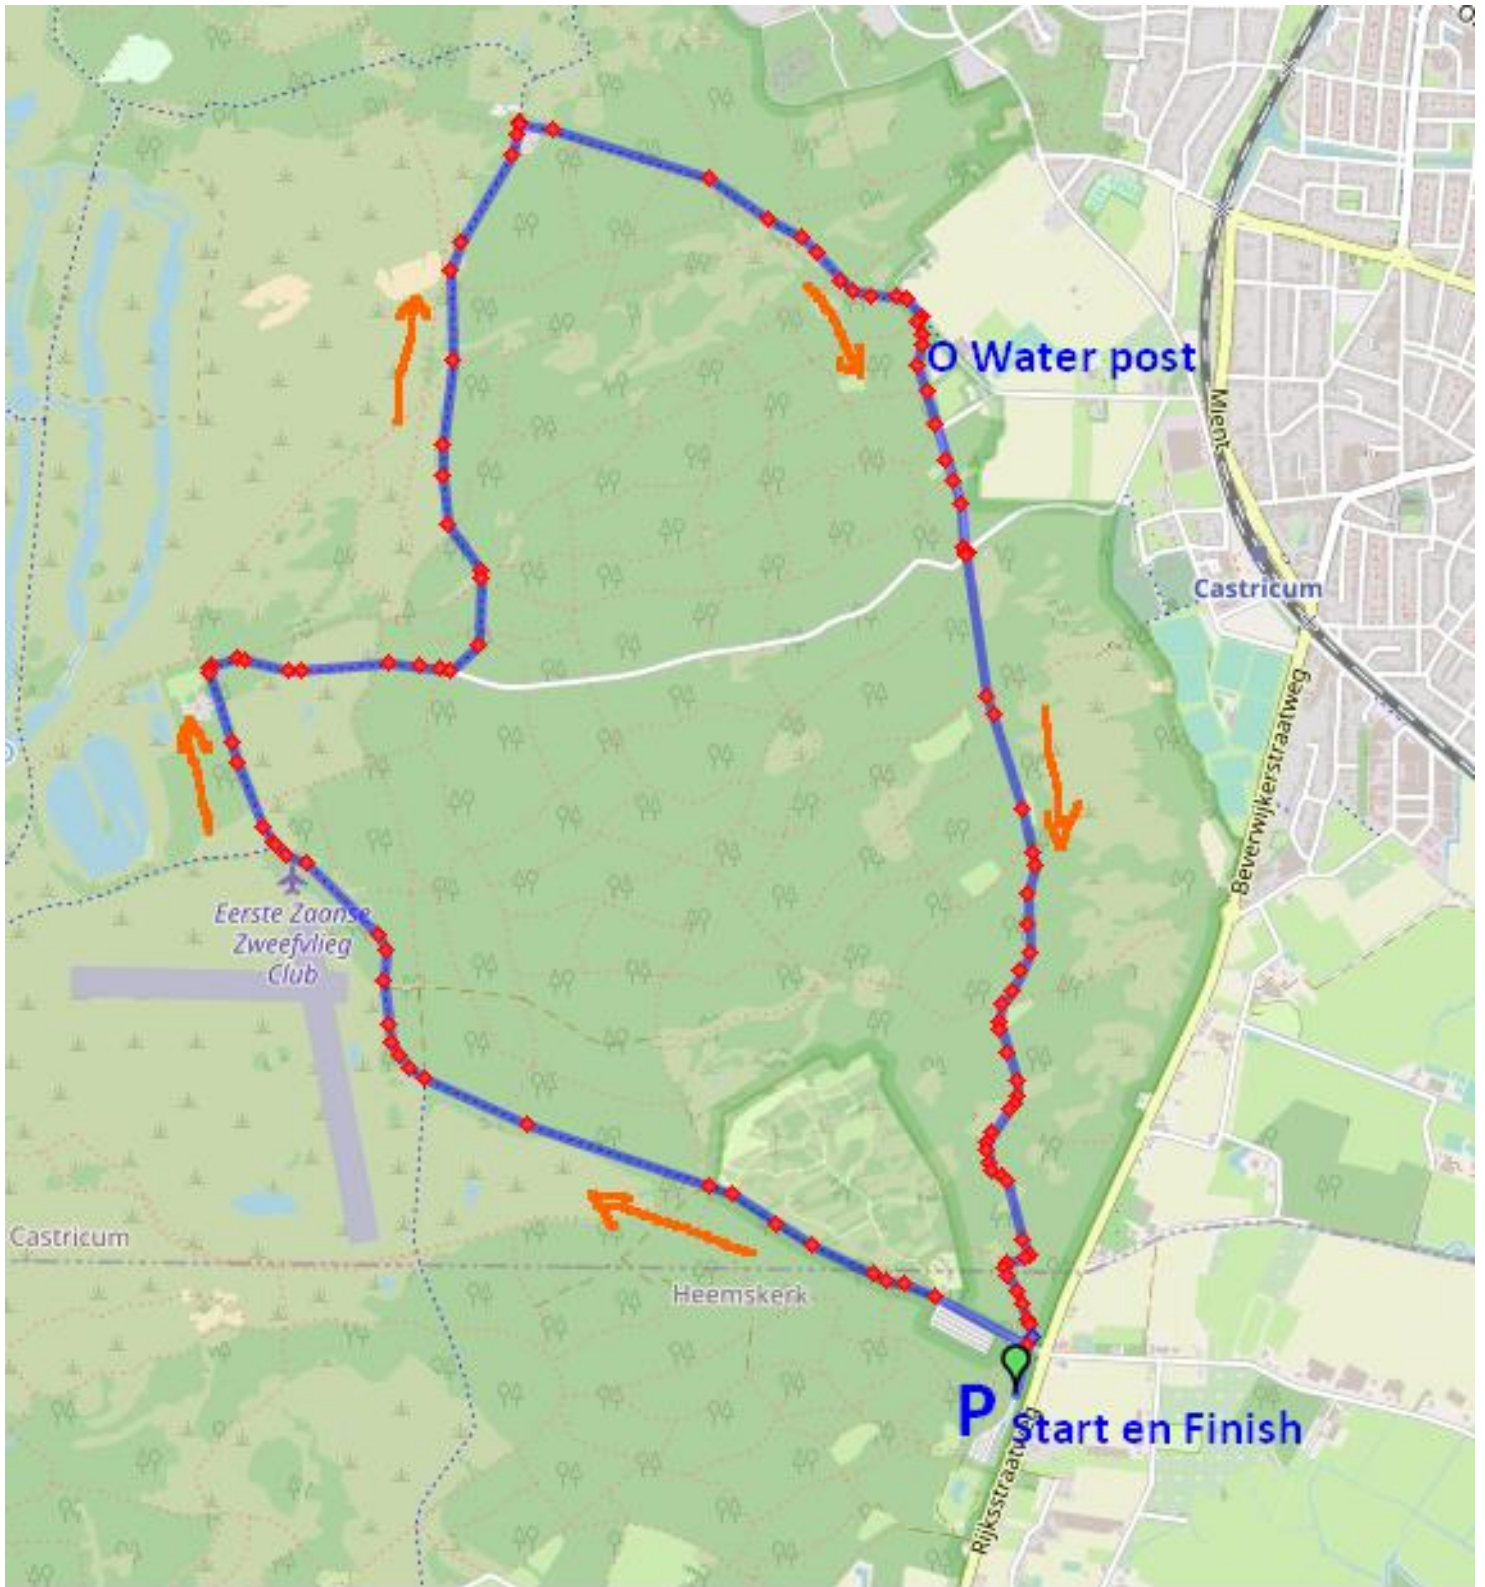 O Water post
Mient
Castricum
Beverwijkerstraatweg
Eerste Zaanse
Zweefvlieg
Club
Castricum
Heemskerk
P
Start en Finish
Rijksstraatweg